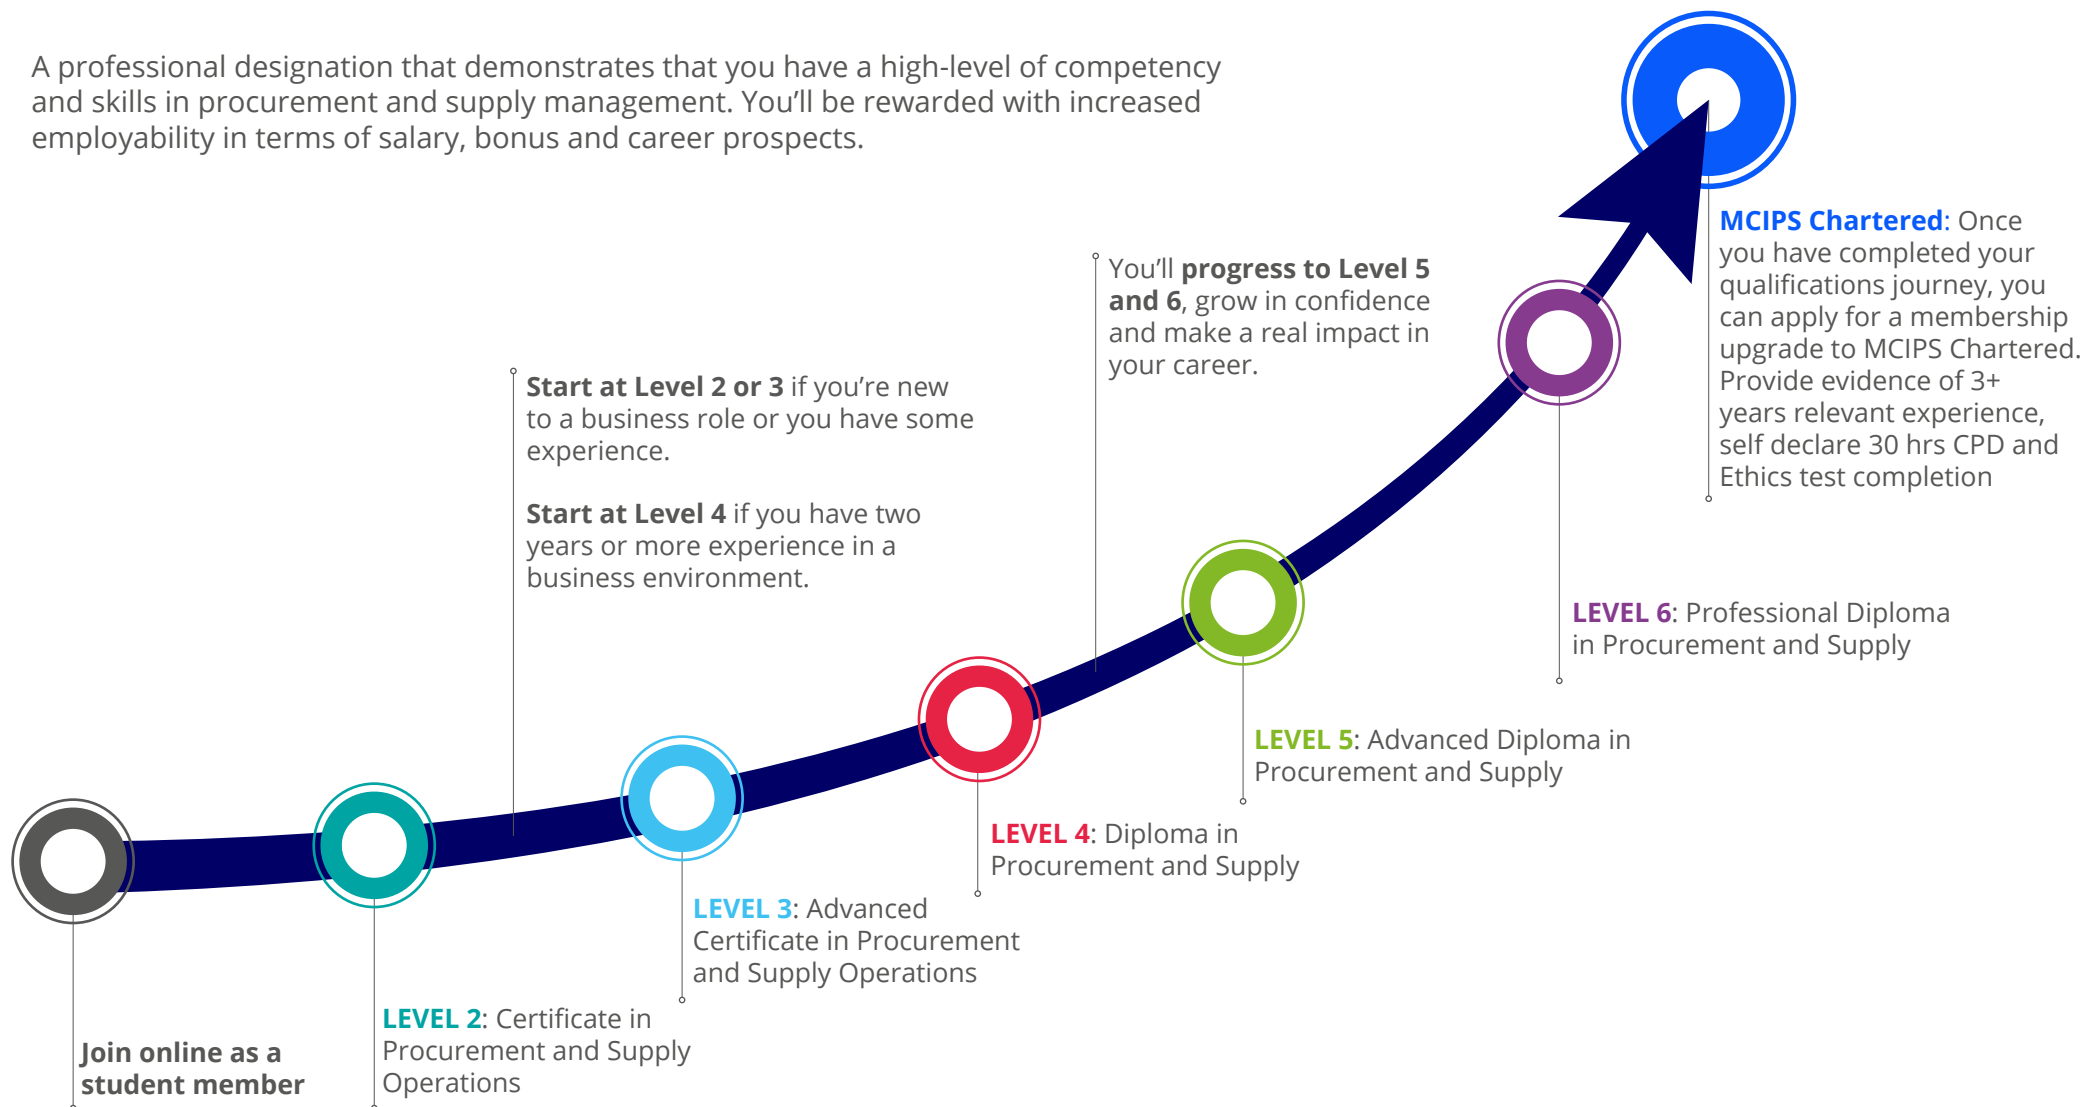 A professional designation that demonstrates that you have a high-level of competency
and skills in procurement and supply management. You’ll be rewarded with increased
employability in terms of salary, bonus and career prospects.
MCIPS Chartered: Once
you have completed your
qualifications journey, you
can apply for a membership
upgrade to MCIPS Chartered.
Provide evidence of 3+
years relevant experience,
self declare 30 hrs CPD and
Ethics test completion
You’ll progress to Level 5
and 6, grow in confidence
and make a real impact in
your career.
Start at Level 2 or 3 if you’re new
to a business role or you have some
experience.
Start at Level 4 if you have two
years or more experience in a
business environment.
LEVEL 6: Professional Diploma
in Procurement and Supply
LEVEL 5: Advanced Diploma in
Procurement and Supply
LEVEL 4: Diploma in
Procurement and Supply
LEVEL 3: Advanced
Certificate in Procurement
and Supply Operations
LEVEL 2: Certificate in
Procurement and Supply
Operations
Join online as a
student member